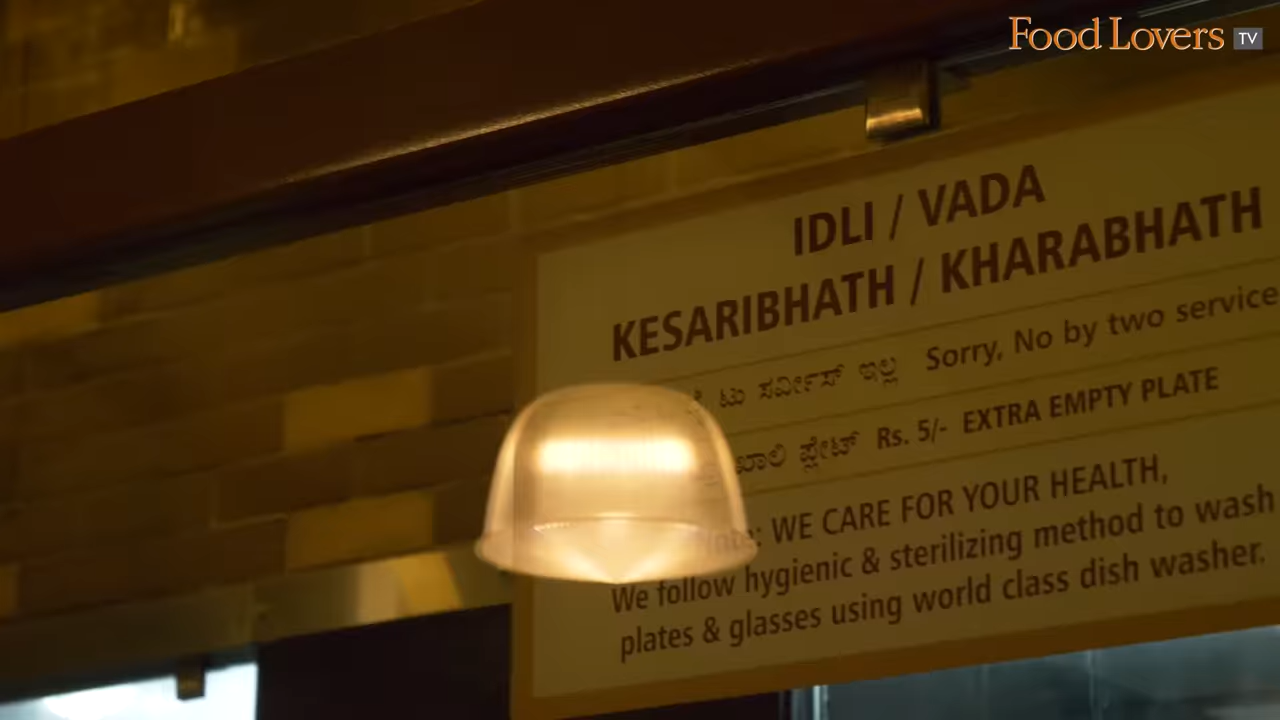 Food Lovers TV
IDLI / VADA
KESARIBHATH / KHARABHATH
ಟು ಸರ್ವೀಸ್ ಇಲ್ಲ Sorry, No by two service
ಖಾಲಿ ಪ್ಲೇಟ್ Rs. 5/- EXTRA EMPTY PLATE
Note: WE CARE FOR YOUR HEALTH,
We follow hygienic & sterilizing method to wash
plates & glasses using world class dish washer.